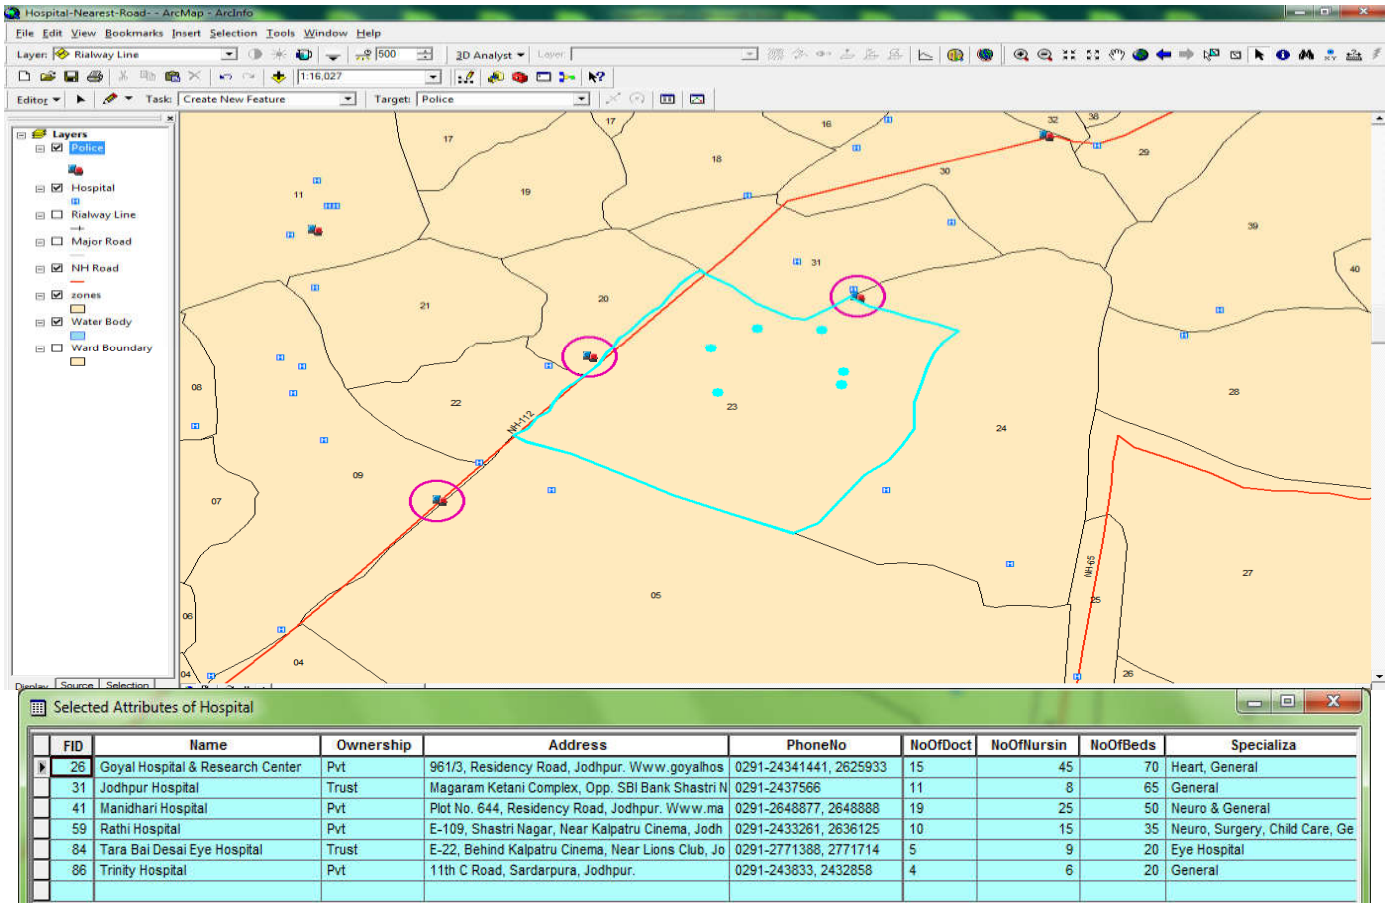 Hospital-Nearest-Road- - ArcMap - ArcInfo
File Edit View Bookmarks Insert Selection Tools Window Help
Layer: Rialway Line 500 3D Analyst Layer:
1:16,027
Editor Task: Create New Feature Target: Police
Layers
Police
Hospital
Rialway Line
Major Road
NH Road
zones
Water Body
Ward Boundary
Display Source Selection
17
17
16
32
38
29
18
30
11
19
39
31
40
21
20
08
22
23
28
24
NH-112
09
07
NH-65
27
05
25
06
04
04
26
Selected Attributes of Hospital
FID Name Ownership Address PhoneNo NoOfDoct NoOfNursin NoOfBeds Specializa
26 Goyal Hospital & Research Center Pvt 961/3, Residency Road, Jodhpur. Www.goyalhos 0291-24341441, 2625933 15 45 70 Heart, General
31 Jodhpur Hospital Trust Magaram Ketani Complex, Opp. SBI Bank Shastri N 0291-2437566 11 8 65 General
41 Manidhari Hospital Pvt Plot No. 644, Residency Road, Jodhpur. Www.ma 0291-2648877, 2648888 19 25 50 Neuro & General
59 Rathi Hospital Pvt E-109, Shastri Nagar, Near Kalpatru Cinema, Jodh 0291-2433261, 2636125 10 15 35 Neuro, Surgery, Child Care, Ge
84 Tara Bai Desai Eye Hospital Trust E-22, Behind Kalpatru Cinema, Near Lions Club, Jo 0291-2771388, 2771714 5 9 20 Eye Hospital
86 Trinity Hospital Pvt 11th C Road, Sardarpura, Jodhpur. 0291-243833, 2432858 4 6 20 General